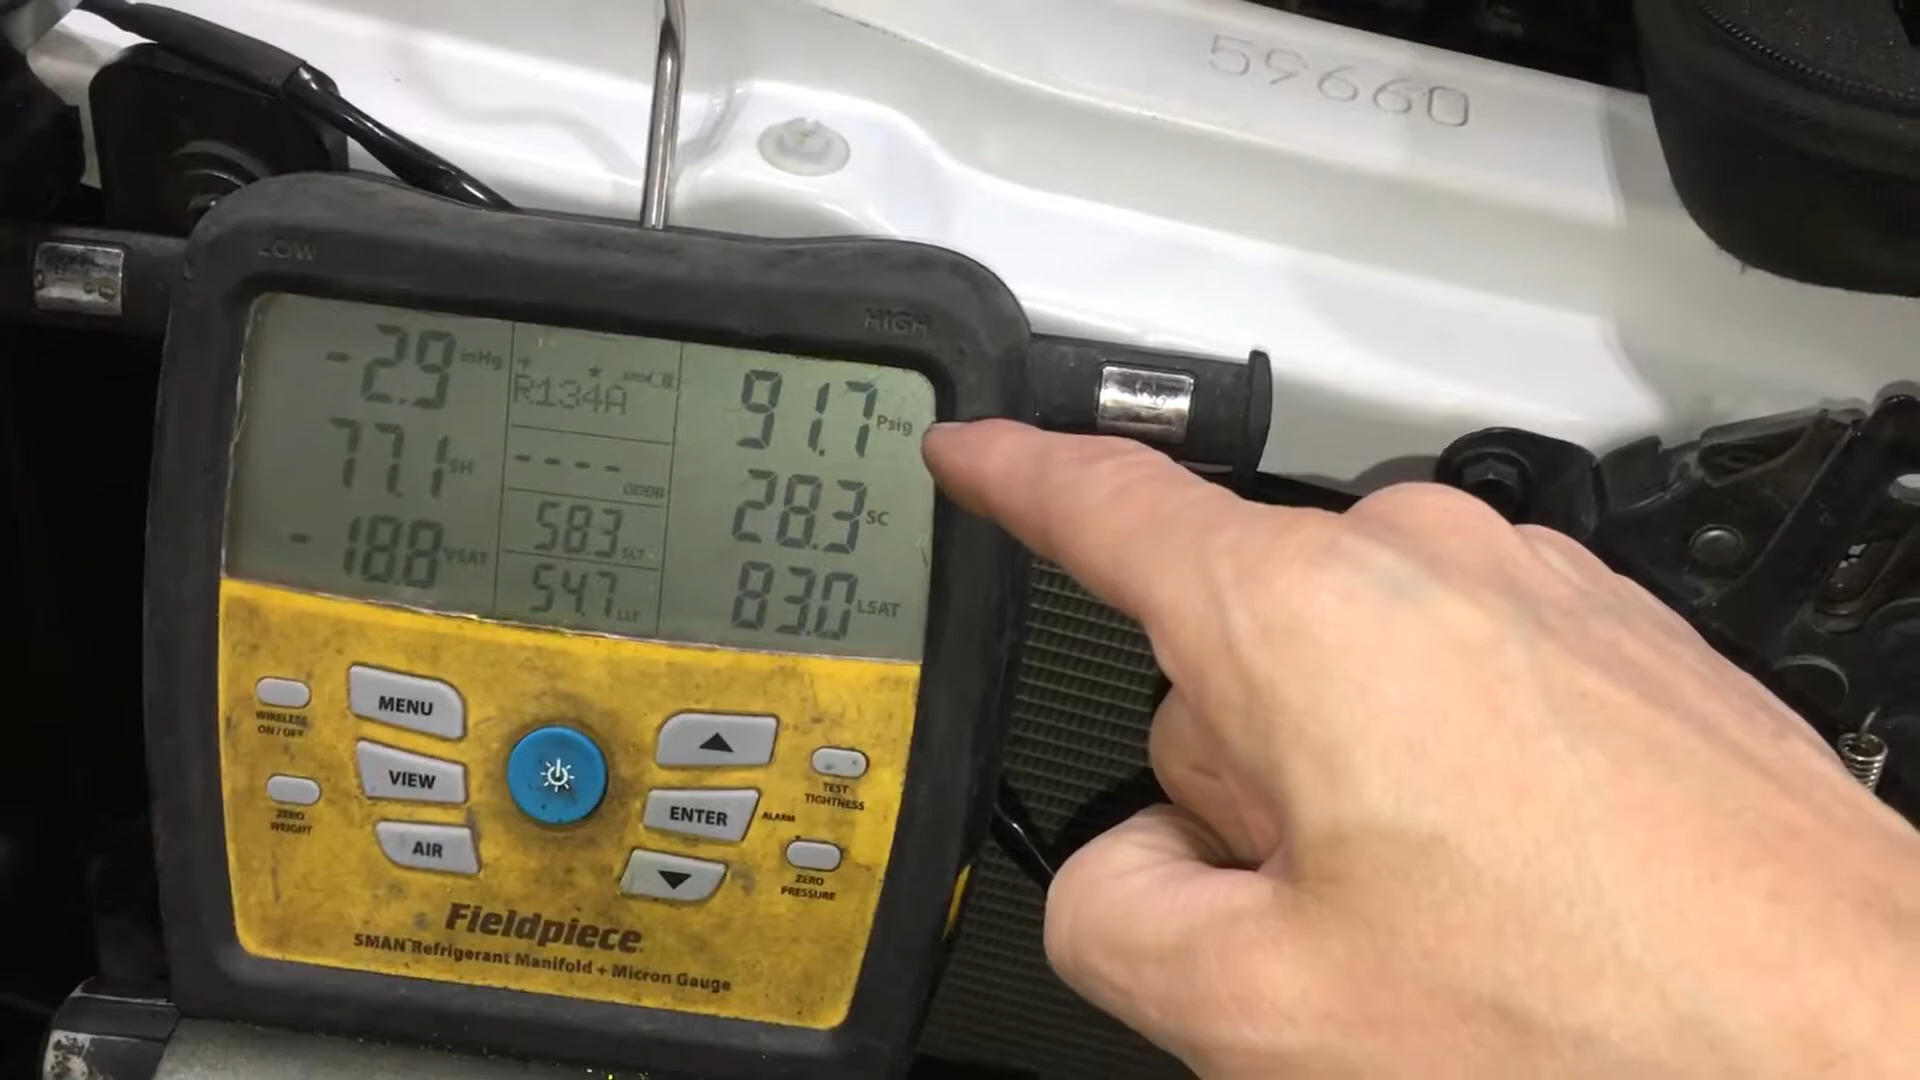 59660
LOW
HIGH
-2.9 inHg
77.1 SH
-18.8 VSAT
R134A
----
58.3 SLT
54.7 LLT
91.7 Psig
28.3 SC
83.0 LSAT
WIRELESS
ON / OFF
MENU
VIEW
ZERO
WEIGHT
AIR
ENTER
ALARM
TEST
TIGHTNESS
ZERO
PRESSURE
Fieldpiece
SMAN Refrigerant Manifold + Micron Gauge